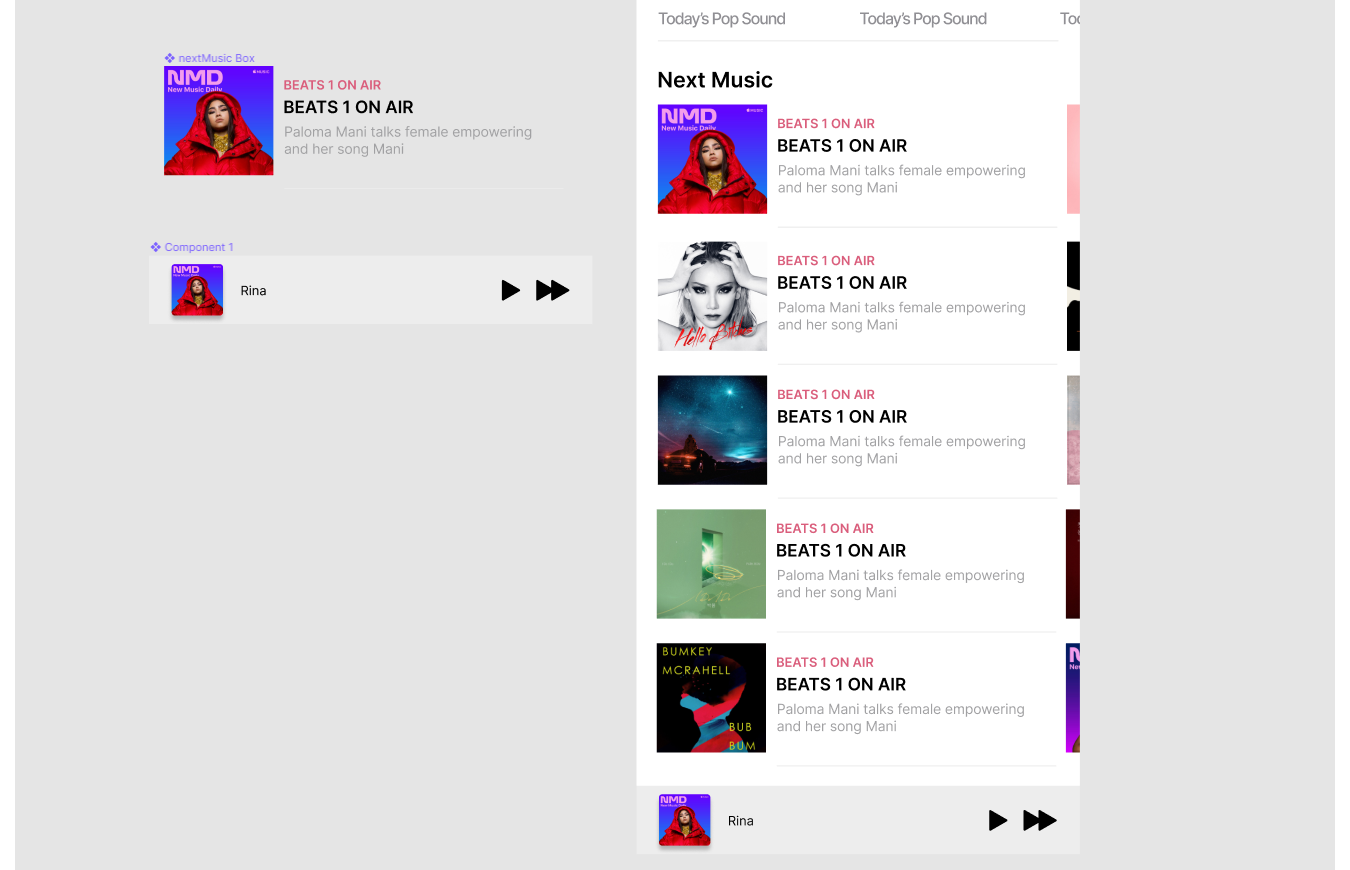 nextMusic Box
NMD
MUSIC
New Music Daily
BEATS 1 ON AIR
BEATS 1 ON AIR
Paloma Mani talks female empowering
and her song Mani
Component 1
NMD
Rina
Today's Pop Sound
Today's Pop Sound
Toc
Next Music
NMD
MUSIC
New Music Daily
BEATS 1 ON AIR
BEATS 1 ON AIR
Paloma Mani talks female empowering
and her song Mani
Hello Bitches
BEATS 1 ON AIR
BEATS 1 ON AIR
Paloma Mani talks female empowering
and her song Mani
BEATS 1 ON AIR
BEATS 1 ON AIR
Paloma Mani talks female empowering
and her song Mani
BEATS 1 ON AIR
BEATS 1 ON AIR
Paloma Mani talks female empowering
and her song Mani
BUMKEY
MCRAHELL
BUB
BUM
BEATS 1 ON AIR
BEATS 1 ON AIR
Paloma Mani talks female empowering
and her song Mani
N
Ne
NMD
New Music Daily
Rina